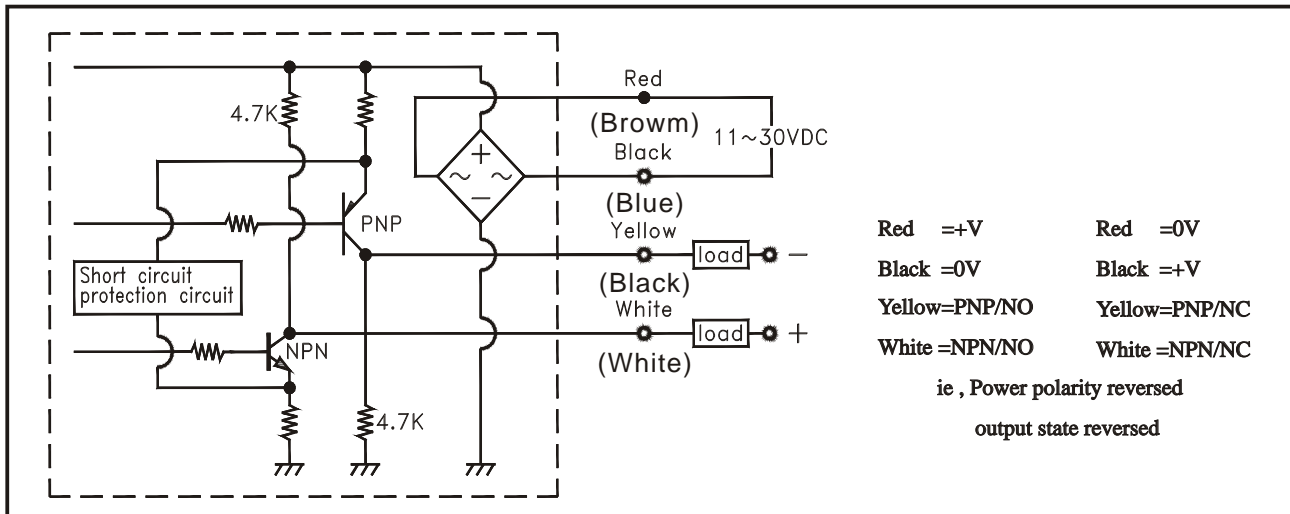 Red
4.7K
(Browm)
11~30VDC
Black
+
~ ~
−
(Blue)
PNP
Yellow
load −
Short circuit
protection circuit
(Black)
White
load +
NPN
(White)
4.7K
Red =+V Red =0V
Black =0V Black =+V
Yellow=PNP/NO Yellow=PNP/NC
White =NPN/NO White =NPN/NC
ie , Power polarity reversed
output state reversed